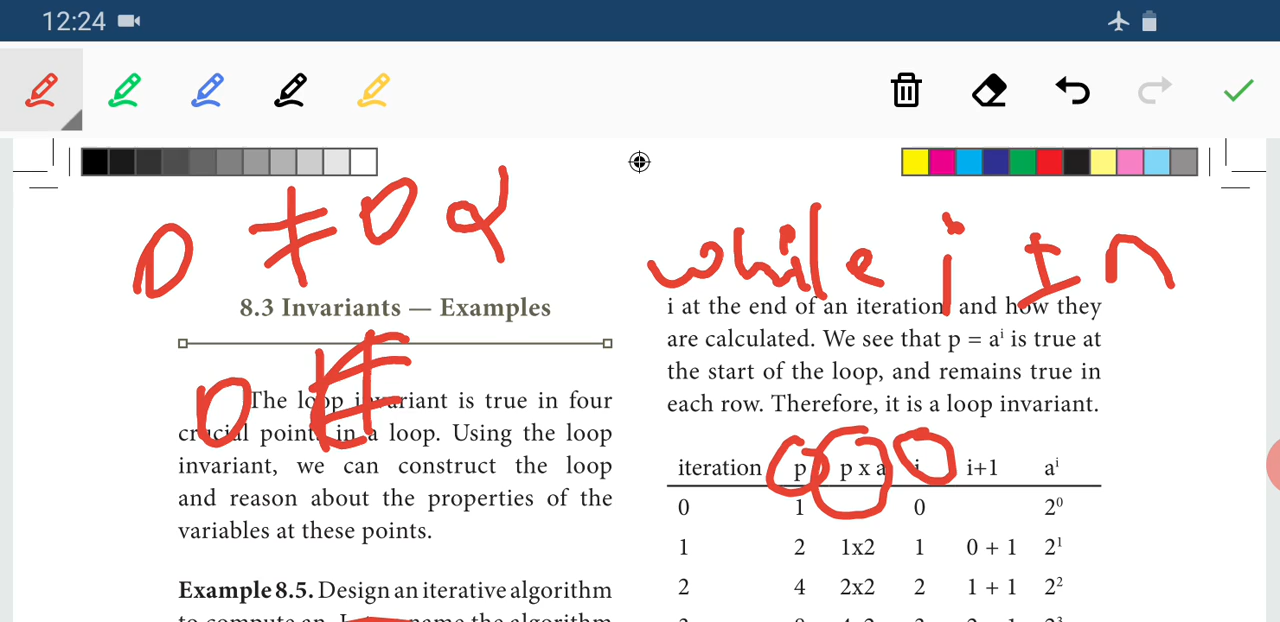 12:24
8.3 Invariants — Examples
The loop invariant is true in four
crucial points in a loop. Using the loop
invariant, we can construct the loop
and reason about the properties of the
variables at these points.
Example 8.5. Design an iterative algorithm
while i
i at the end of an iteration, and how they
are calculated. We see that p = aⁱ is true at
the start of the loop, and remains true in
each row. Therefore, it is a loop invariant.
iteration p p x a i i+1 aⁱ
0 1 0 2⁰
1 2 1x2 1 0 + 1 2¹
2 4 2x2 2 1 + 1 2²